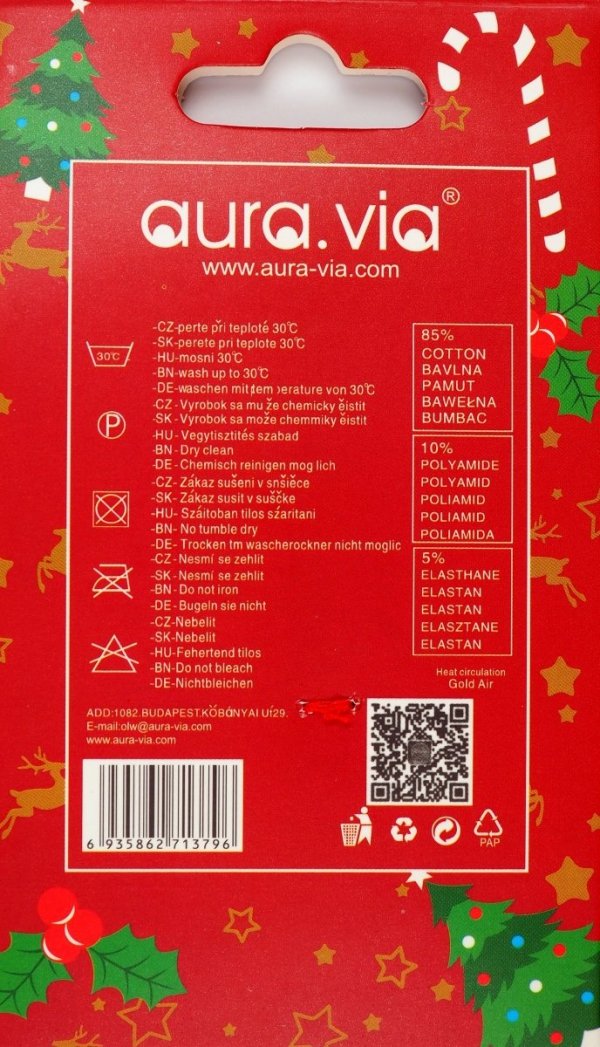 aura.via®
www.aura-via.com
30℃
-CZ-perte při teploté 30℃
-SK-perete pri teplote 30℃
-HU-mosni 30℃
-BN-wash up to 30℃
-DE-waschen mit tem perature von 30℃
P
-CZ-Vyrobok sa mu že chemicky ěistit
-SK-Vyrobok sa može chemmiky ěistit
-HU-Vegytisztítés szabad
-BN-Dry clean
-DE-Chemisch reinigen mog lich
-CZ-Zákaz sušeni v snšiěce
-SK-Zákaz susit v suščke
-HU-Száitoban tilos száritani
-BN-No tumble dry
-DE-Trocken tm wascherockner nicht moglic
-CZ-Nesmí se zehlit
-SK-Nesmí se zehlit
-BN-Do not iron
-DE-Bugeln sie nicht
-CZ-Nebelit
-SK-Nebelit
-HU-Fehertend tilos
-BN-Do not bleach
-DE-Nichtbleichen
85%
COTTON
BAVLNA
PAMUT
BAWEŁNA
BUMBAC
10%
POLYAMIDE
POLYAMID
POLIAMID
POLIAMID
POLIAMIDA
5%
ELASTHANE
ELASTAN
ELASTAN
ELASZTANE
ELASTAN
Heat circulation
Gold Air
ADD:1082.BUDAPEST.KŐBÁNYAI Uí29.
E-mail:olw@aura-via.com
www.aura-via.com
6 935862 713796
PAP